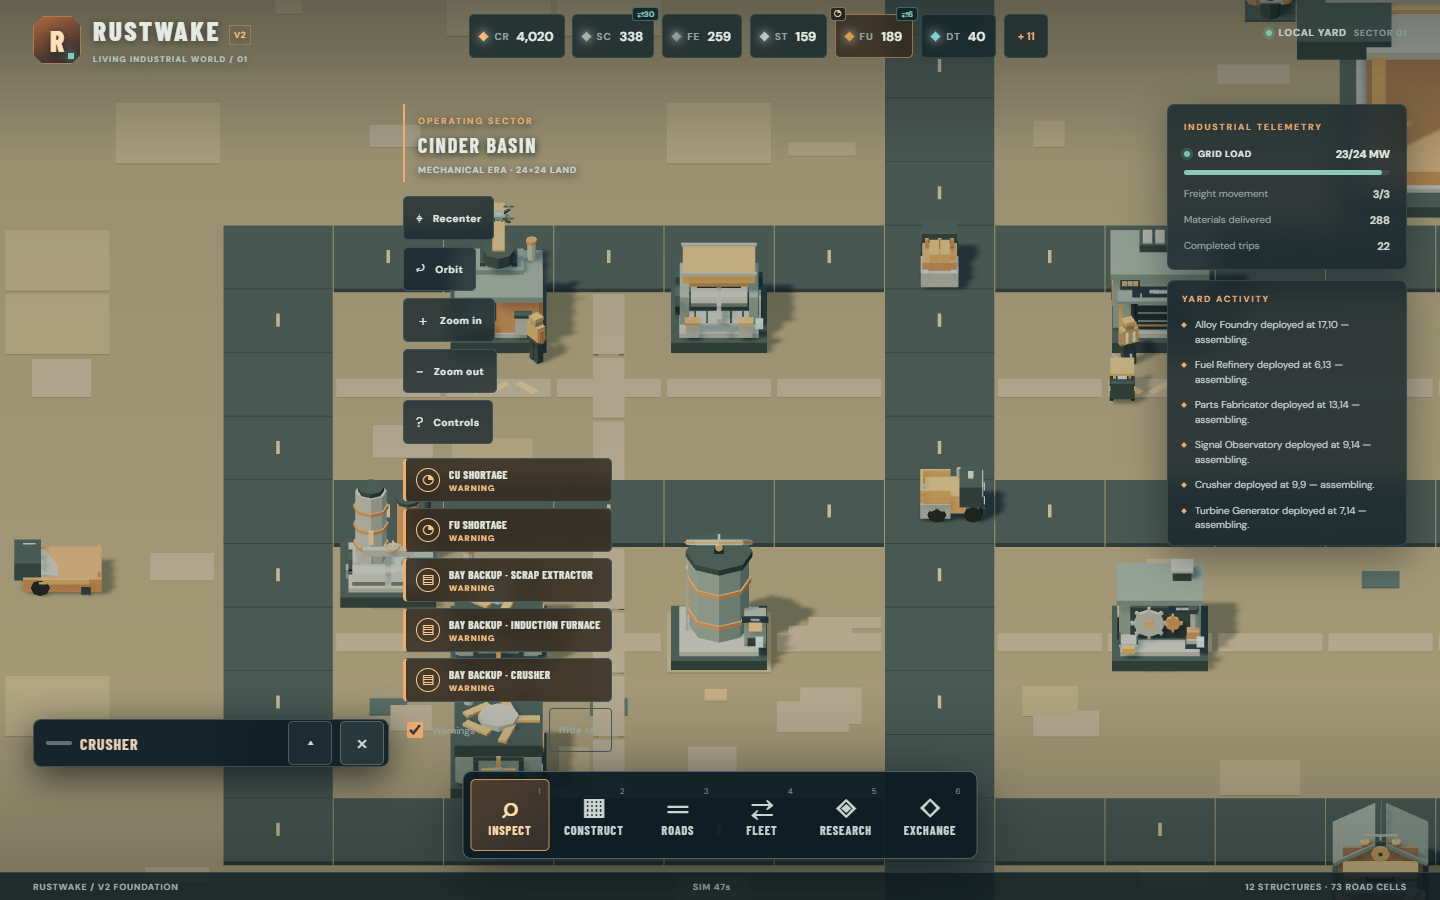 R
RUSTWAKE V2
LIVING INDUSTRIAL WORLD / 01
CR 4,020
SC 338
⇄30
FE 259
ST 159
FU 189
⇄6
DT 40
+ 11
LOCAL YARD SECTOR 01
OPERATING SECTOR
CINDER BASIN
MECHANICAL ERA · 24×24 LAND
Recenter
Orbit
+ Zoom in
− Zoom out
? Controls
CU SHORTAGE
WARNING
FU SHORTAGE
WARNING
BAY BACKUP · SCRAP EXTRACTOR
WARNING
BAY BACKUP · INDUCTION FURNACE
WARNING
BAY BACKUP · CRUSHER
WARNING
Warnings
Hide
INDUSTRIAL TELEMETRY
GRID LOAD 23/24 MW
Freight movement 3/3
Materials delivered 288
Completed trips 22
YARD ACTIVITY
Alloy Foundry deployed at 17,10 —
assembling.
Fuel Refinery deployed at 6,13 —
assembling.
Parts Fabricator deployed at 13,14 —
assembling.
Signal Observatory deployed at 9,14 —
assembling.
Crusher deployed at 9,9 — assembling.
Turbine Generator deployed at 7,14 —
assembling.
CRUSHER
1
INSPECT
2
CONSTRUCT
3
ROADS
4
FLEET
5
RESEARCH
6
EXCHANGE
RUSTWAKE / V2 FOUNDATION
SIM 47s
12 STRUCTURES · 73 ROAD CELLS